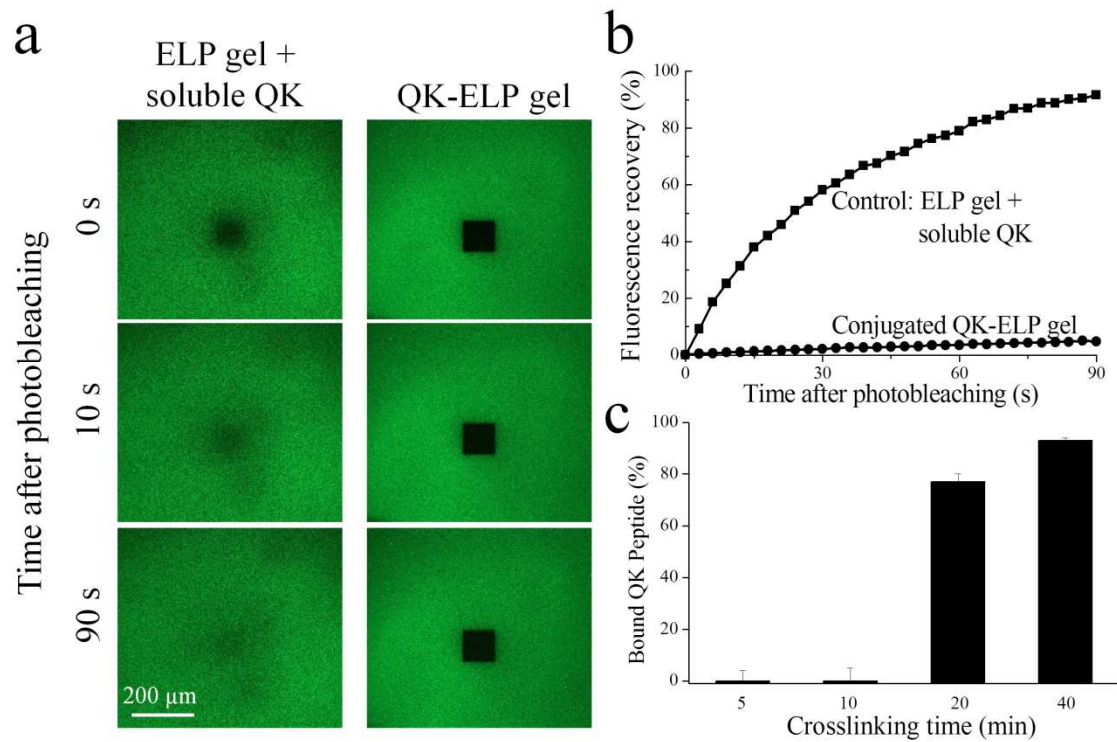 a
ELP gel +
soluble QK
QK-ELP gel
Time after photobleaching
0 s
10 s
90 s
200 µm
b
Fluorescence recovery (%)
100
80
60
40
20
0
Control: ELP gel +
soluble QK
Conjugated QK-ELP gel
0 30 60 90
Time after photobleaching (s)
c
Bound QK Peptide (%)
100
80
60
40
20
0
5 10 20 40
Crosslinking time (min)